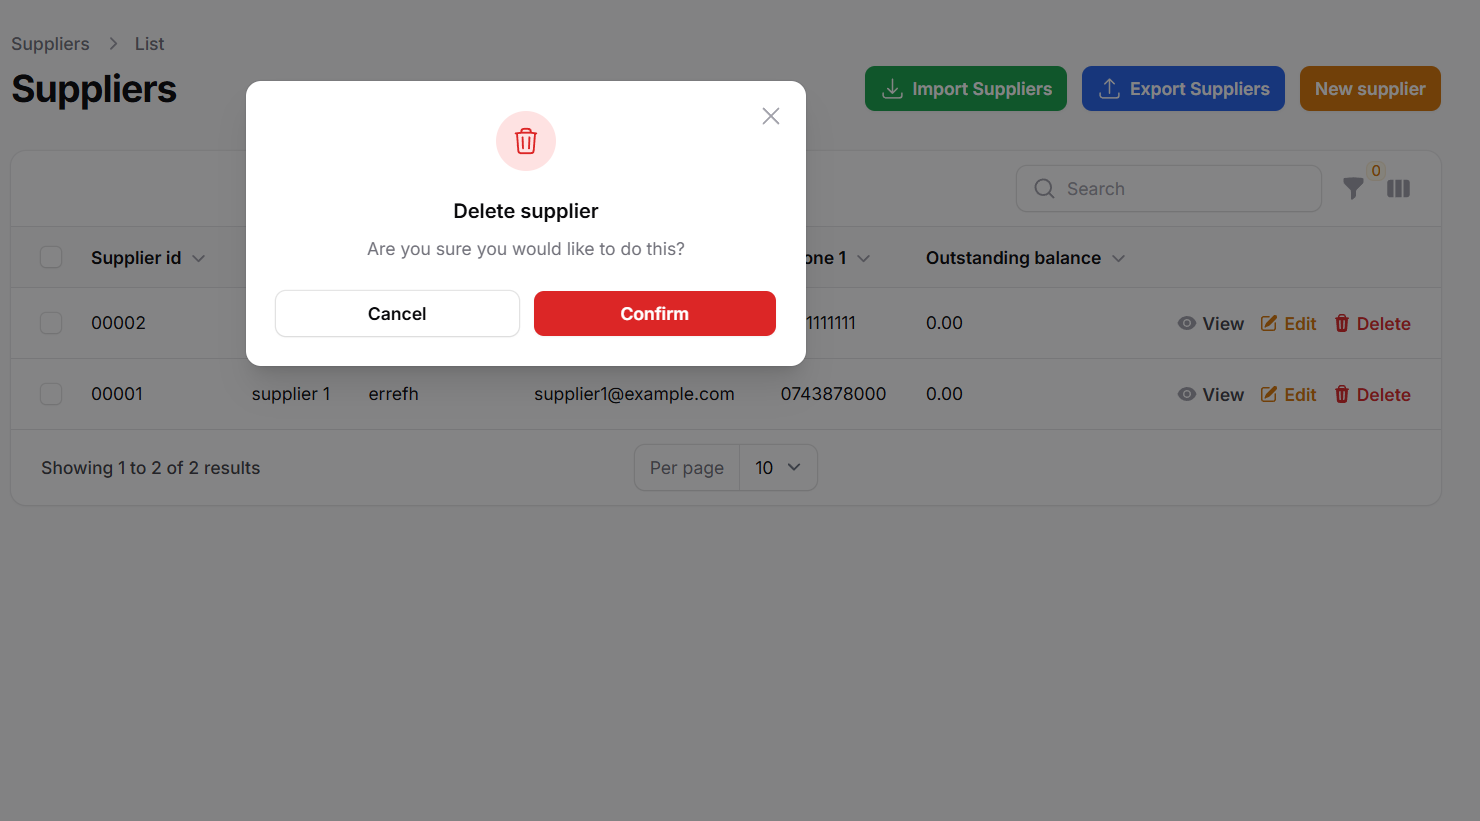 Suppliers > List
Suppliers
Import Suppliers
Export Suppliers
New supplier
Delete supplier
Are you sure you would like to do this?
Cancel
Confirm
Search
0
Supplier id
one 1
Outstanding balance
00002
1111111
0.00
View Edit Delete
00001 supplier 1 errefh supplier1@example.com 0743878000 0.00 View Edit Delete
Showing 1 to 2 of 2 results
Per page 10